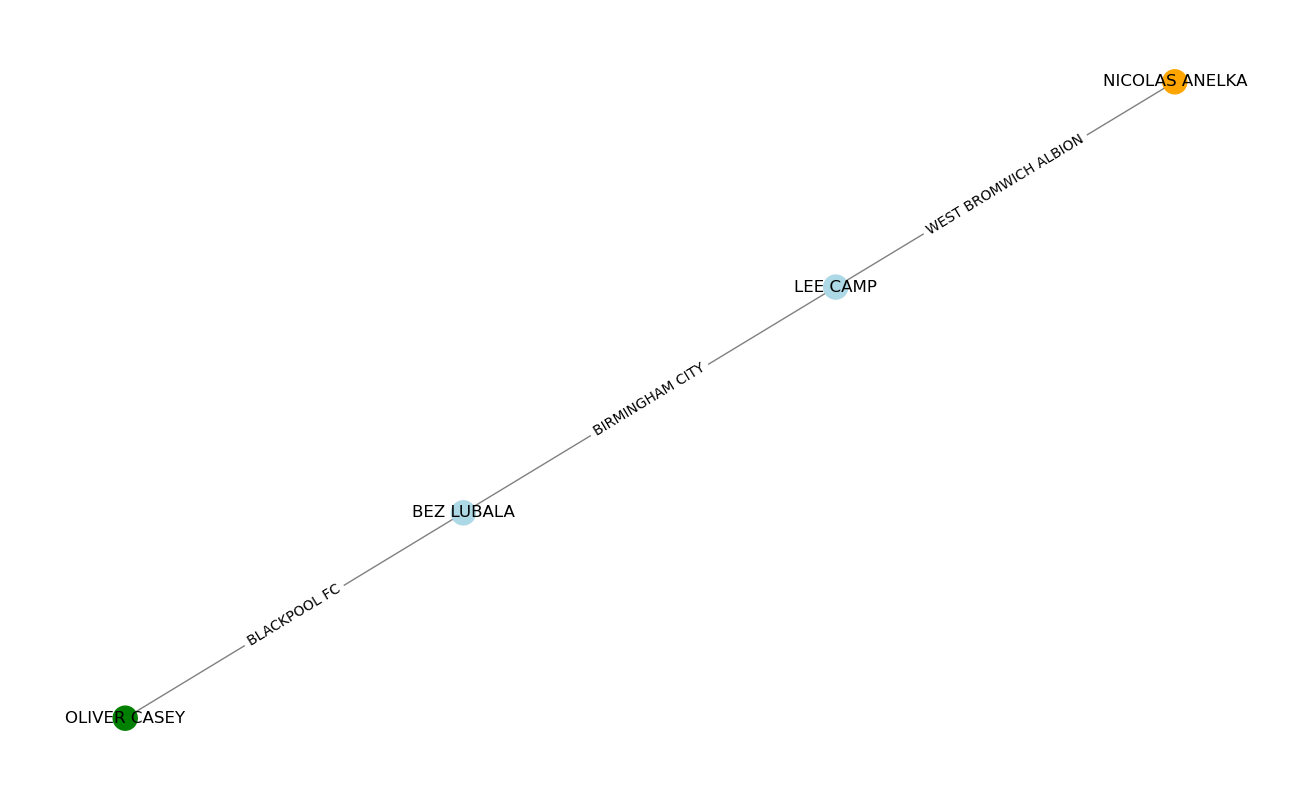 NICOLAS ANELKA
WEST BROMWICH ALBION
LEE CAMP
BIRMINGHAM CITY
BEZ LUBALA
BLACKPOOL FC
OLIVER CASEY